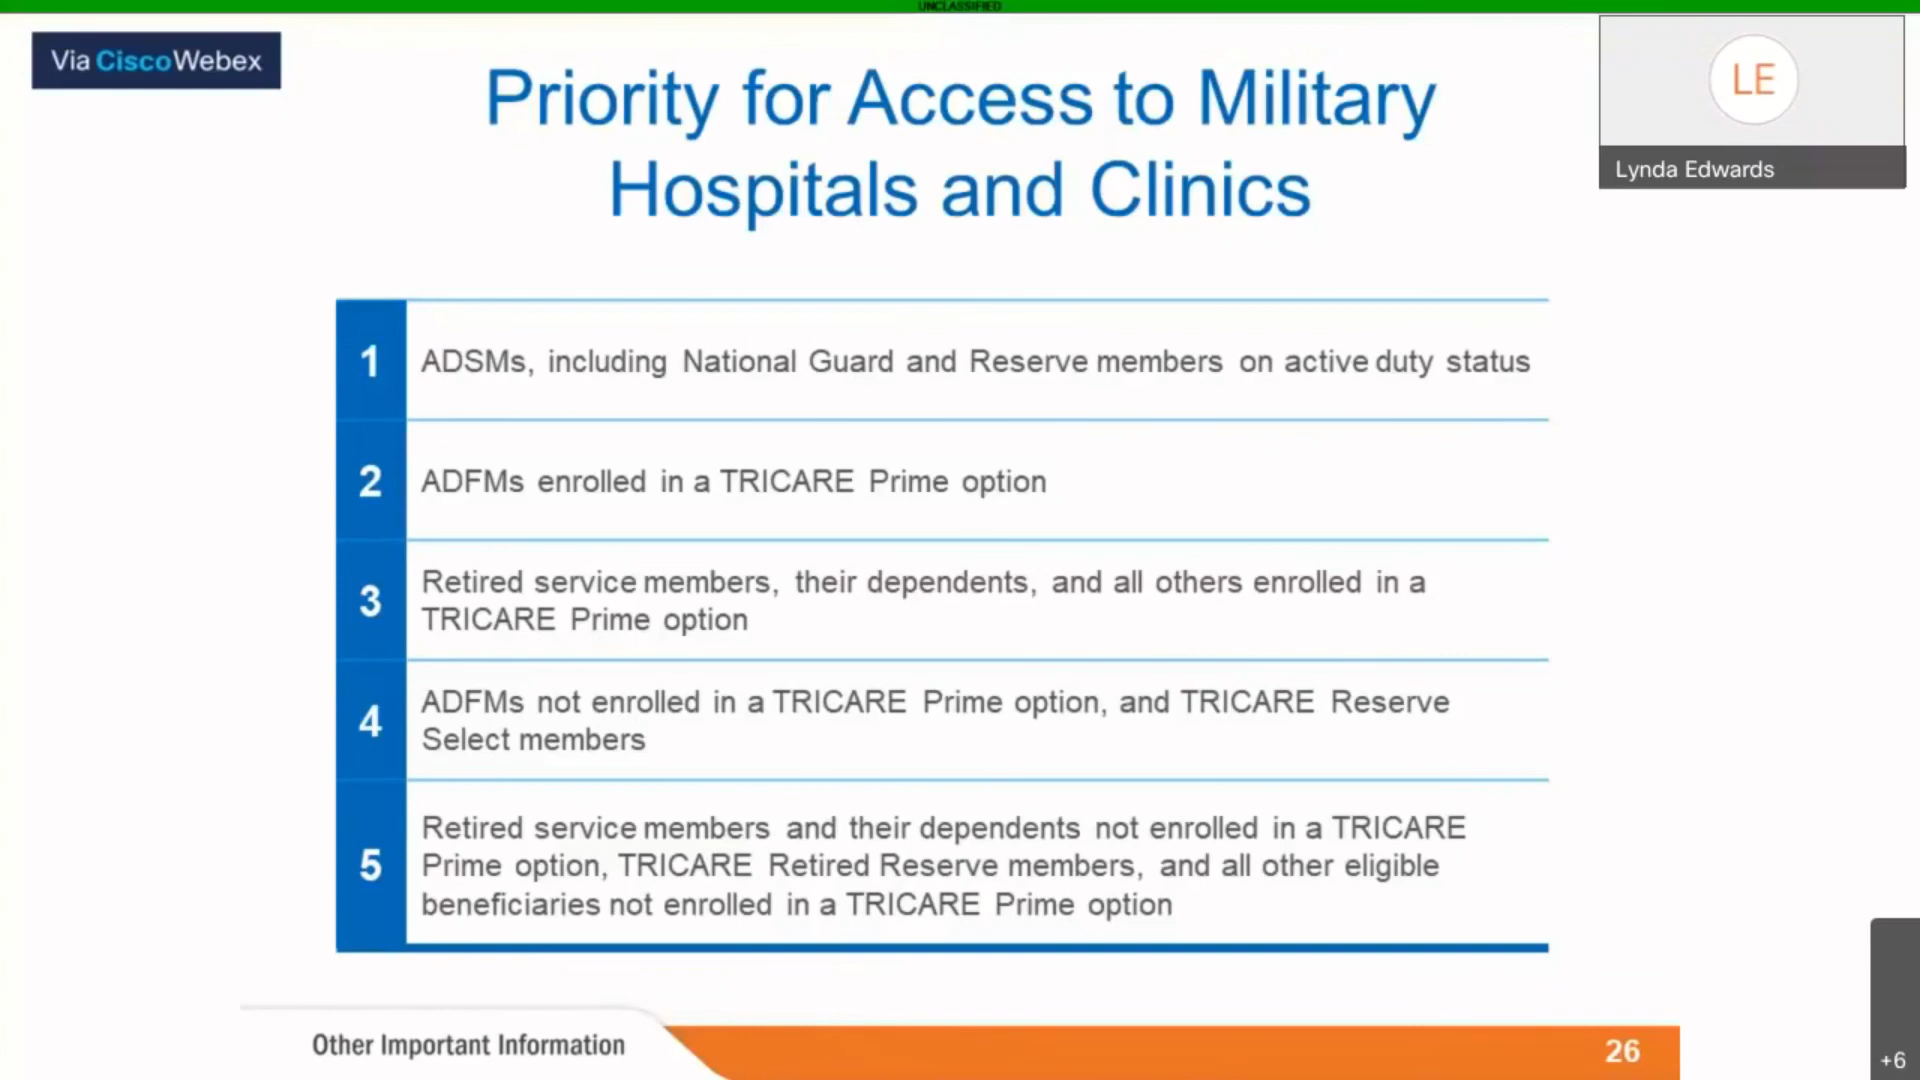 UNCLASSIFIED
Via CiscoWebex
LE
Lynda Edwards
Priority for Access to Military
Hospitals and Clinics
1 ADSMs, including National Guard and Reserve members on active duty status
2 ADFMs enrolled in a TRICARE Prime option
3 Retired service members, their dependents, and all others enrolled in a
TRICARE Prime option
4 ADFMs not enrolled in a TRICARE Prime option, and TRICARE Reserve
Select members
5 Retired service members and their dependents not enrolled in a TRICARE
Prime option, TRICARE Retired Reserve members, and all other eligible
beneficiaries not enrolled in a TRICARE Prime option
Other Important Information
26
+6